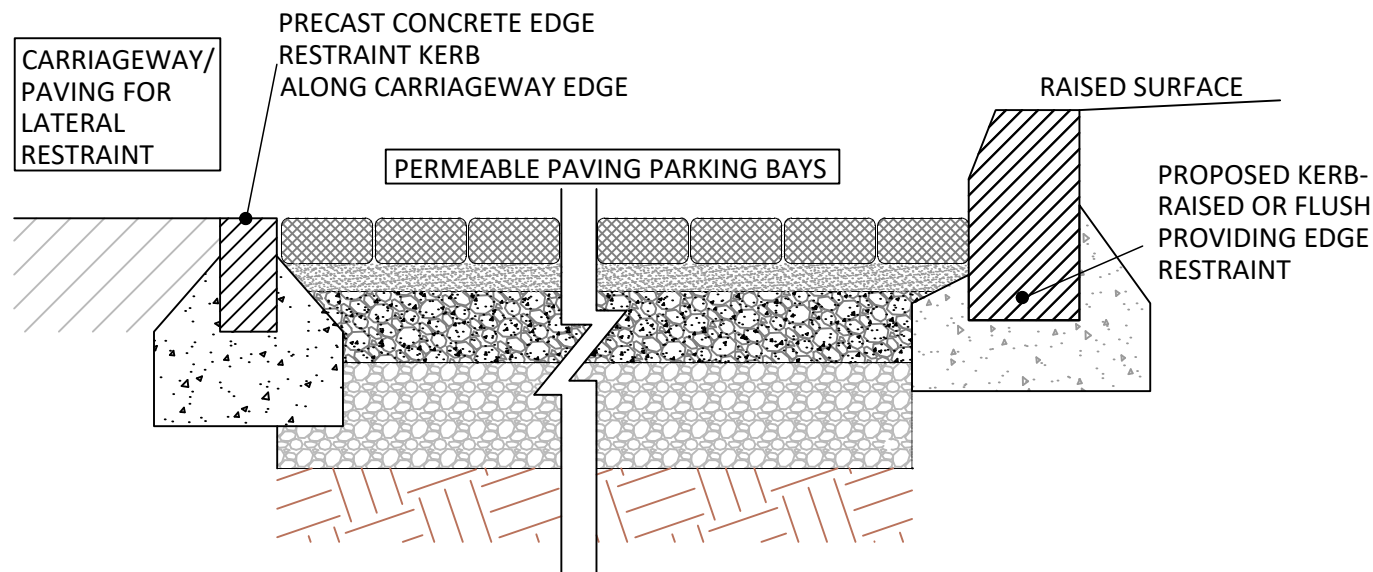 CARRIAGEWAY/
PAVING FOR
LATERAL
RESTRAINT
PRECAST CONCRETE EDGE
RESTRAINT KERB
ALONG CARRIAGEWAY EDGE
PERMEABLE PAVING PARKING BAYS
RAISED SURFACE
PROPOSED KERB-
RAISED OR FLUSH
PROVIDING EDGE
RESTRAINT